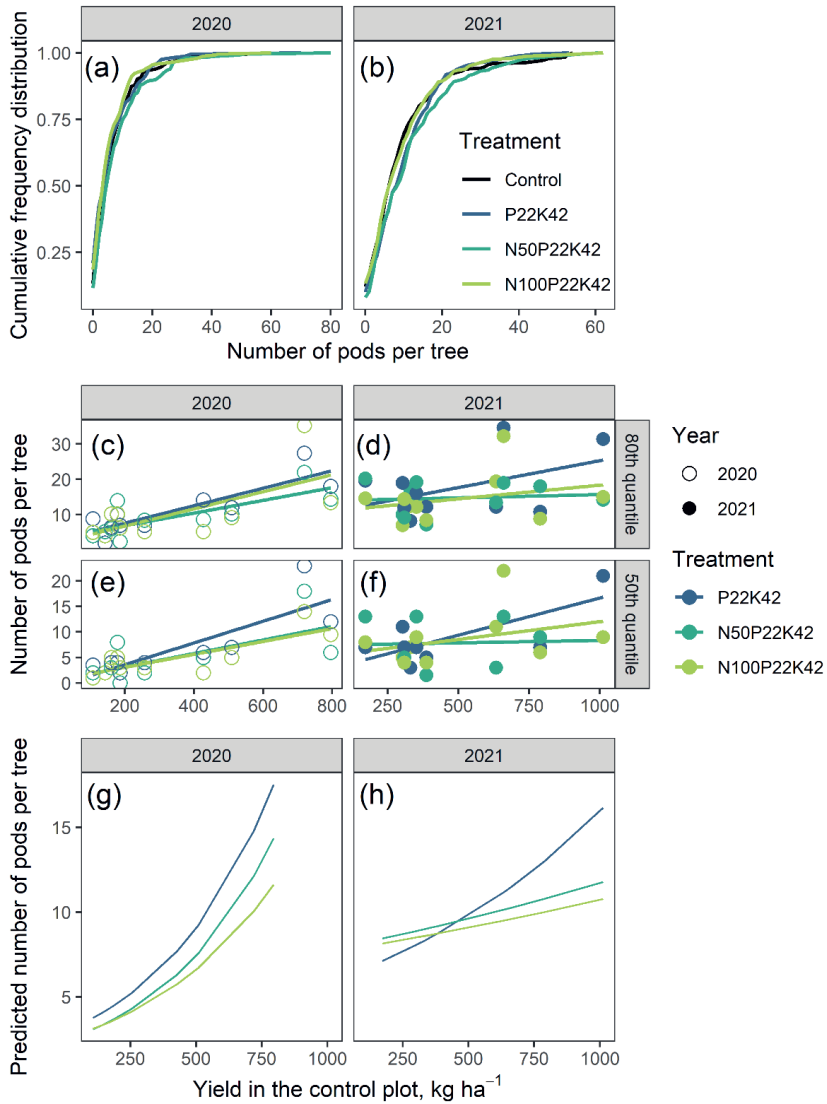 2020 2021
(a) (b)
1.00
0.75
0.50
0.25
Cumulative frequency distribution
Treatment
Control
P22K42
N50P22K42
N100P22K42
0 20 40 60 80 0 20 40 60
Number of pods per tree
2020 2021
(c) (d)
30
20
10
80th quantile
(e) (f)
20
15
10
5
0
50th quantile
Number of pods per tree
200 400 600 800 250 500 750 1000
Year
2020
2021
Treatment
P22K42
N50P22K42
N100P22K42
2020 2021
(g) (h)
15
10
5
Predicted number of pods per tree
250 500 750 1000 250 500 750 1000
Yield in the control plot, kg ha⁻¹